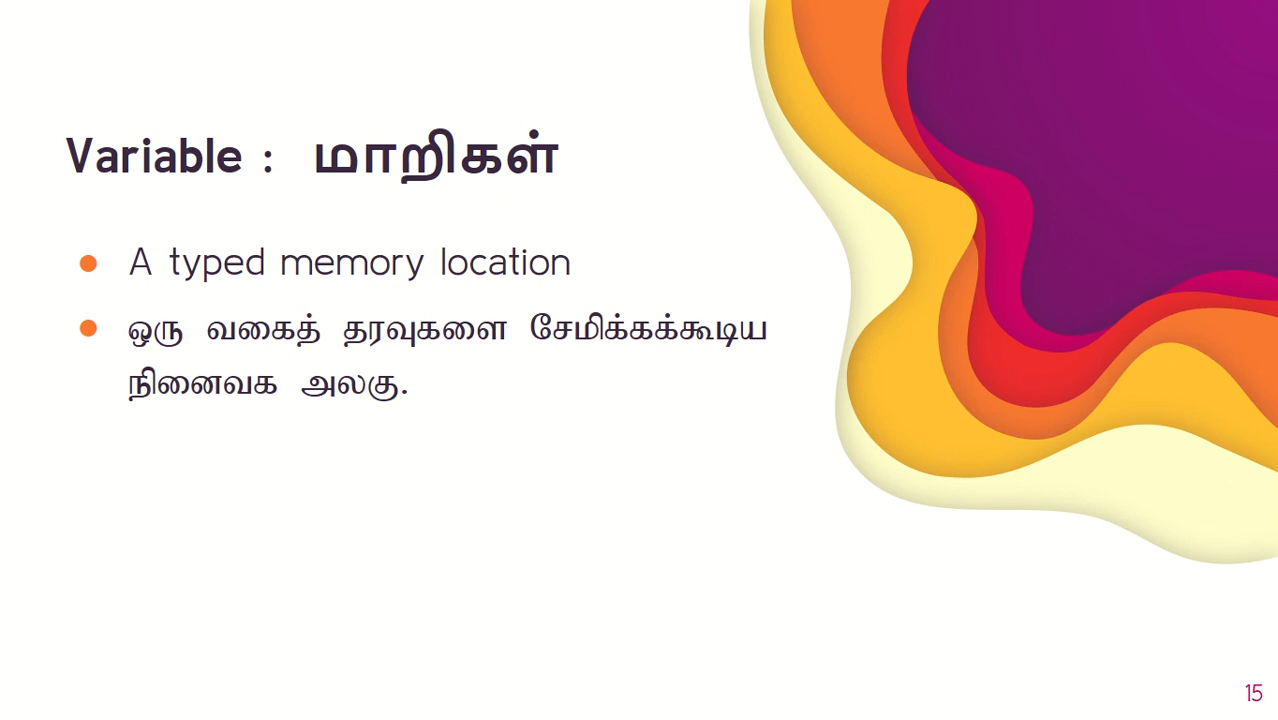 Variable : மாறிகள்
A typed memory location
ஒரு வகைத் தரவுகளை சேமிக்கக்கூடிய
நினைவக அலகு.
15